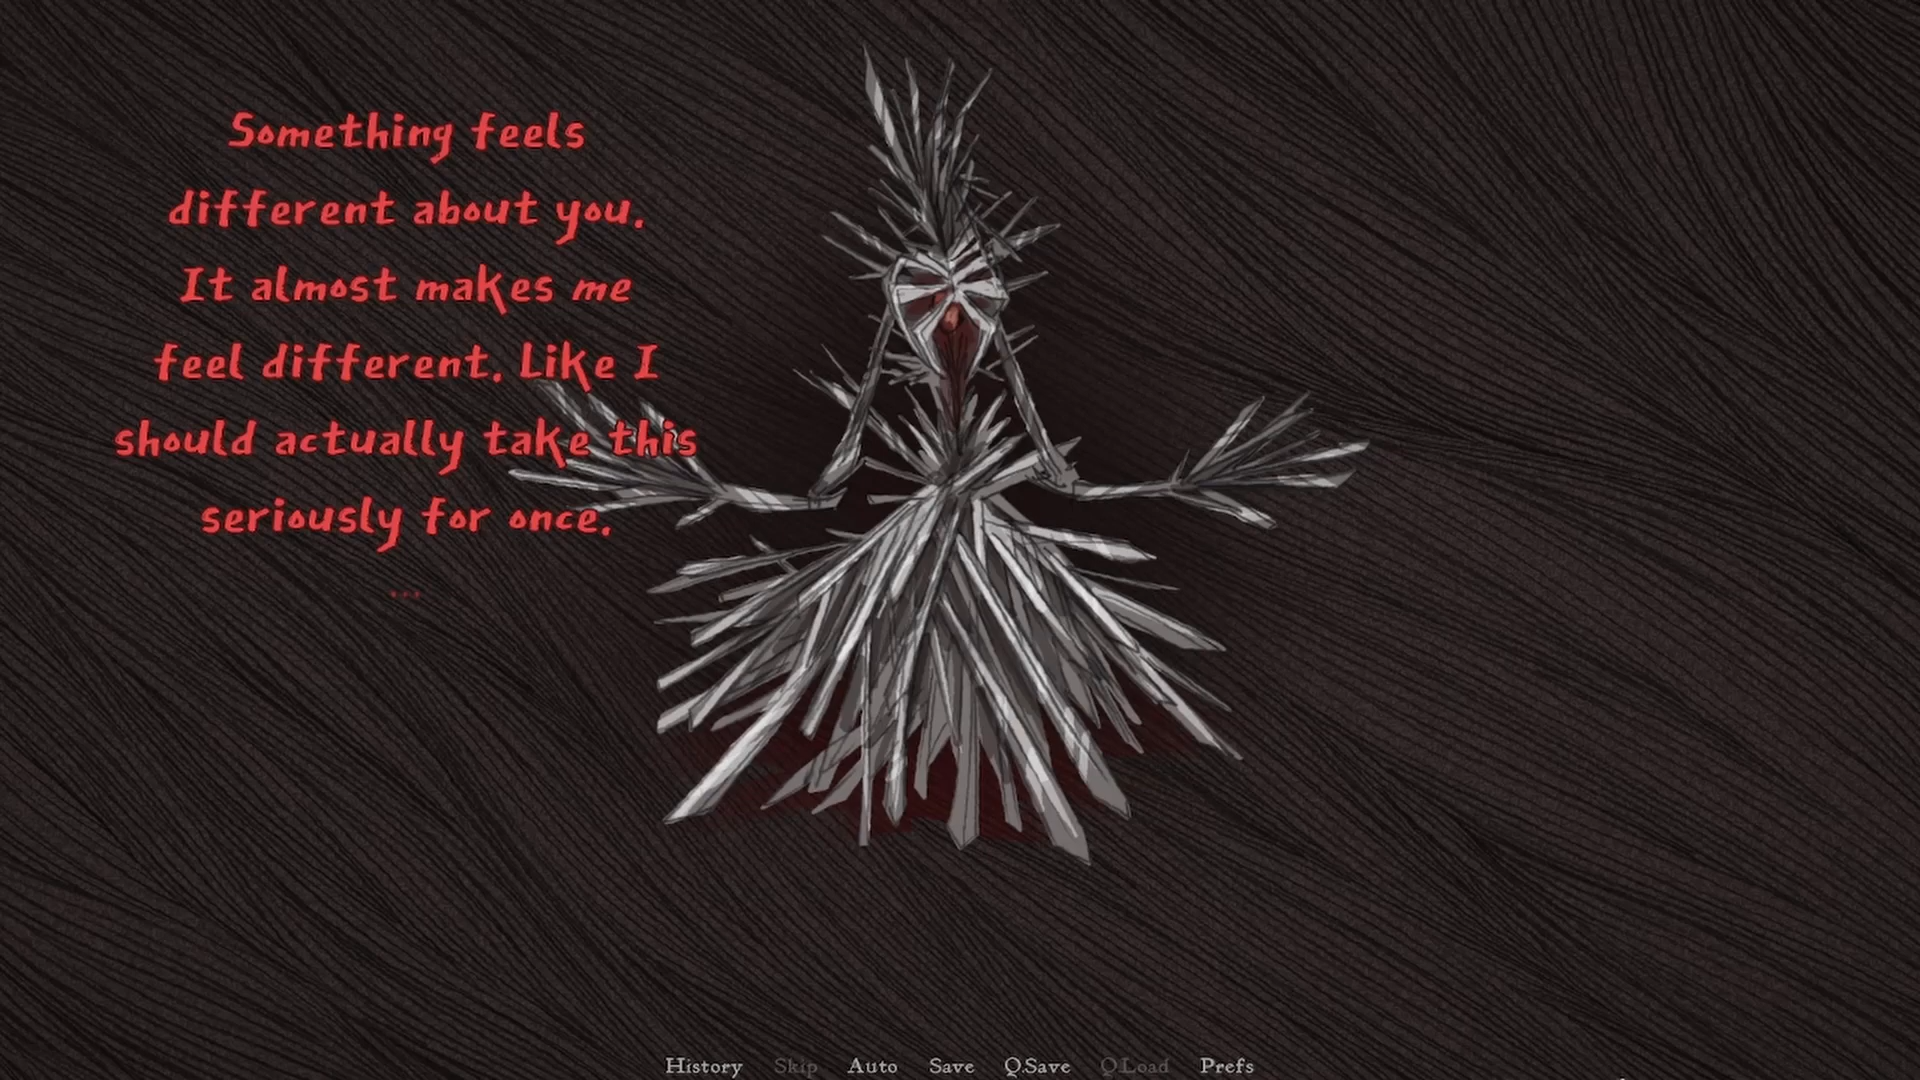 Something feels
different about you.
It almost makes me
feel different. Like I
should actually take this
seriously for once.
...
History Skip Auto Save Q.Save Q.Load Prefs